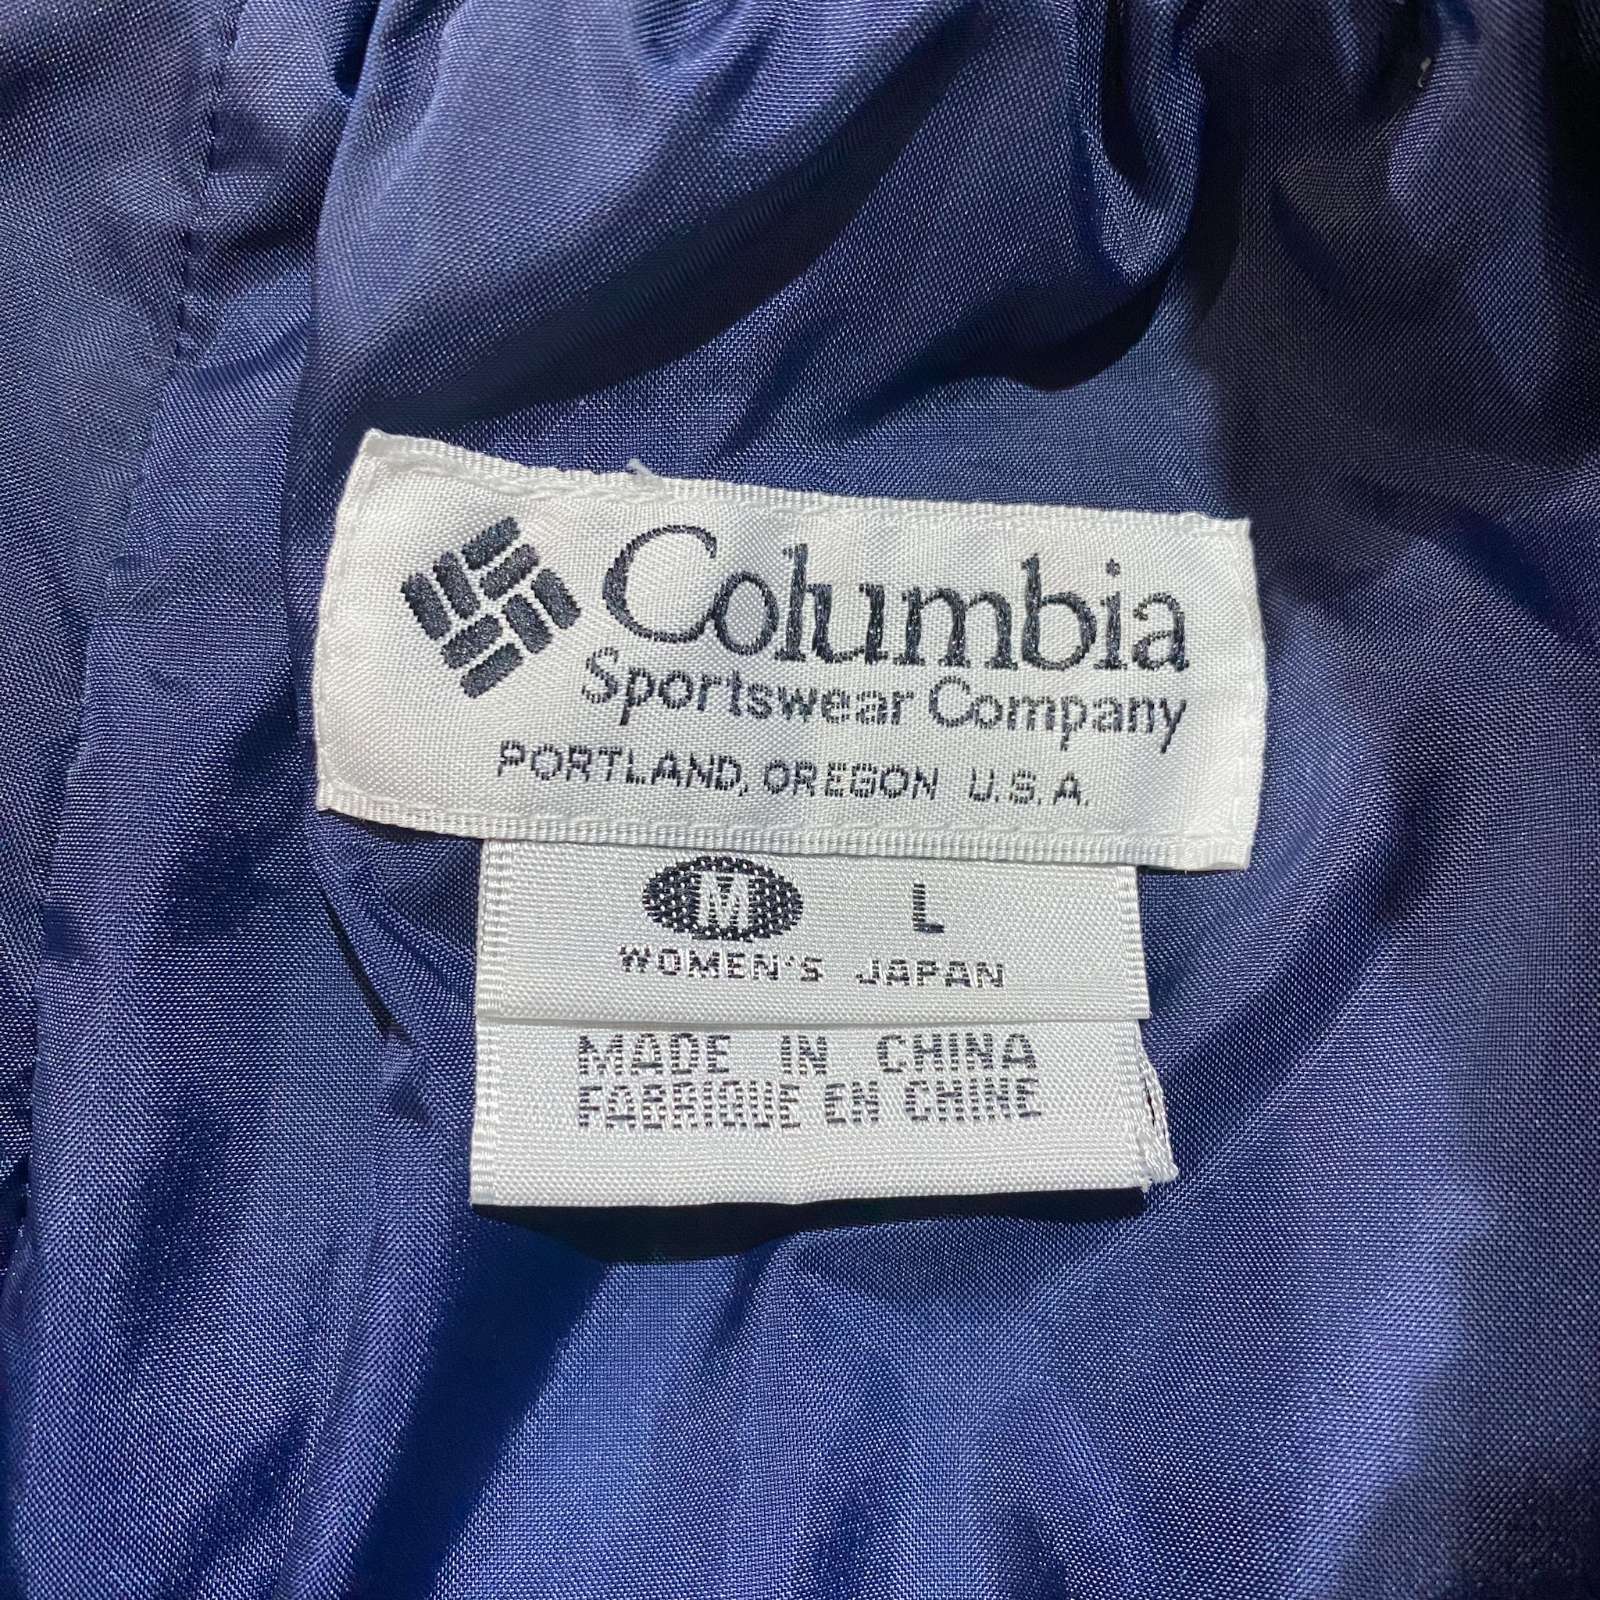 Columbia
Sportswear Company
PORTLAND, OREGON U.S.A.
M L
WOMEN'S JAPAN
MADE IN CHINA
FABRIQUE EN CHINE